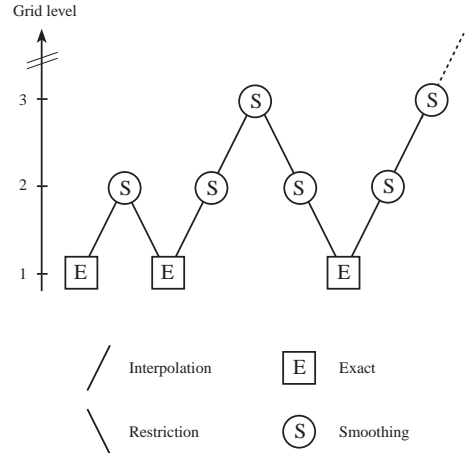 Grid level
3
S
S
2
S
S
S
S
1
E
E
E
Interpolation
E
Exact
Restriction
S
Smoothing